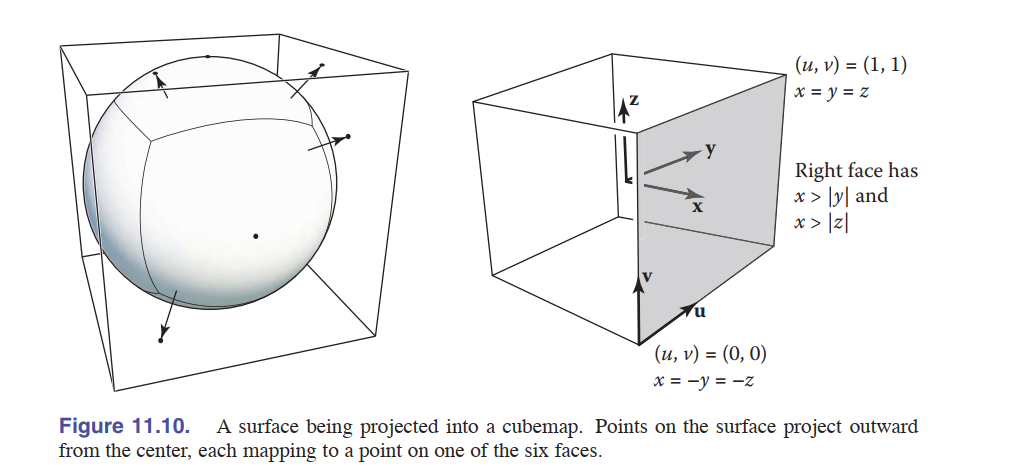 (u, v) = (1, 1)
x = y = z
z
y
x
Right face has
x > |y| and
x > |z|
v
u
(u, v) = (0, 0)
x = −y = −z
Figure 11.10. A surface being projected into a cubemap. Points on the surface project outward
from the center, each mapping to a point on one of the six faces.